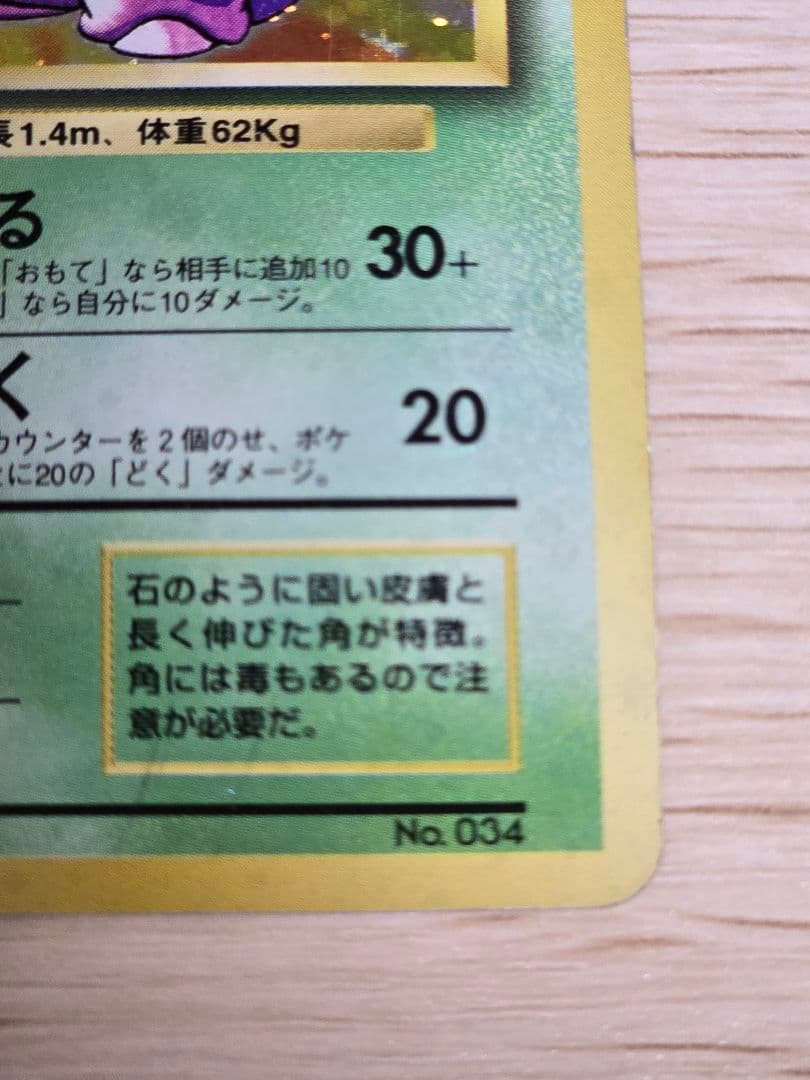 長1.4m、体重62Kg
る
「おもて」なら相手に追加10
30+
」なら自分に10ダメージ。
く
カウンターを2個のせ、ポケ
20
とに20の「どく」ダメージ。
石のように固い皮膚と
長く伸びた角が特徴。
角には毒もあるので注
意が必要だ。
No. 034